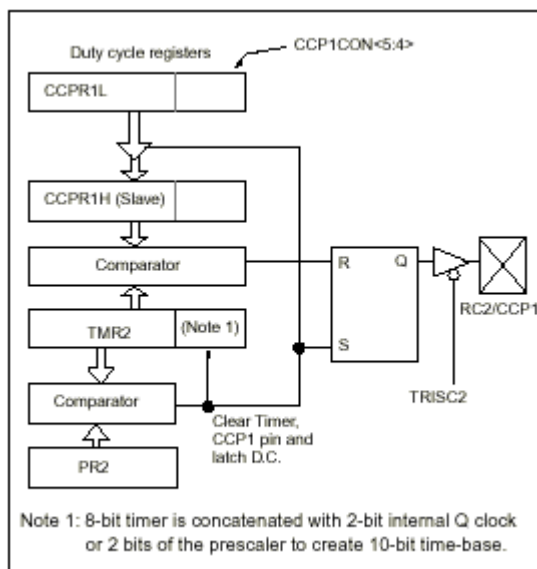 Duty cycle registers
CCP1CON<5:4>
CCPR1L
CCPR1H (Slave)
Comparator
R
Q
RC2/CCP1
TMR2
(Note 1)
S
TRISC2
Comparator
Clear Timer,
CCP1 pin and
latch D.C.
PR2
Note 1: 8-bit timer is concatenated with 2-bit internal Q clock
or 2 bits of the prescaler to create 10-bit time-base.